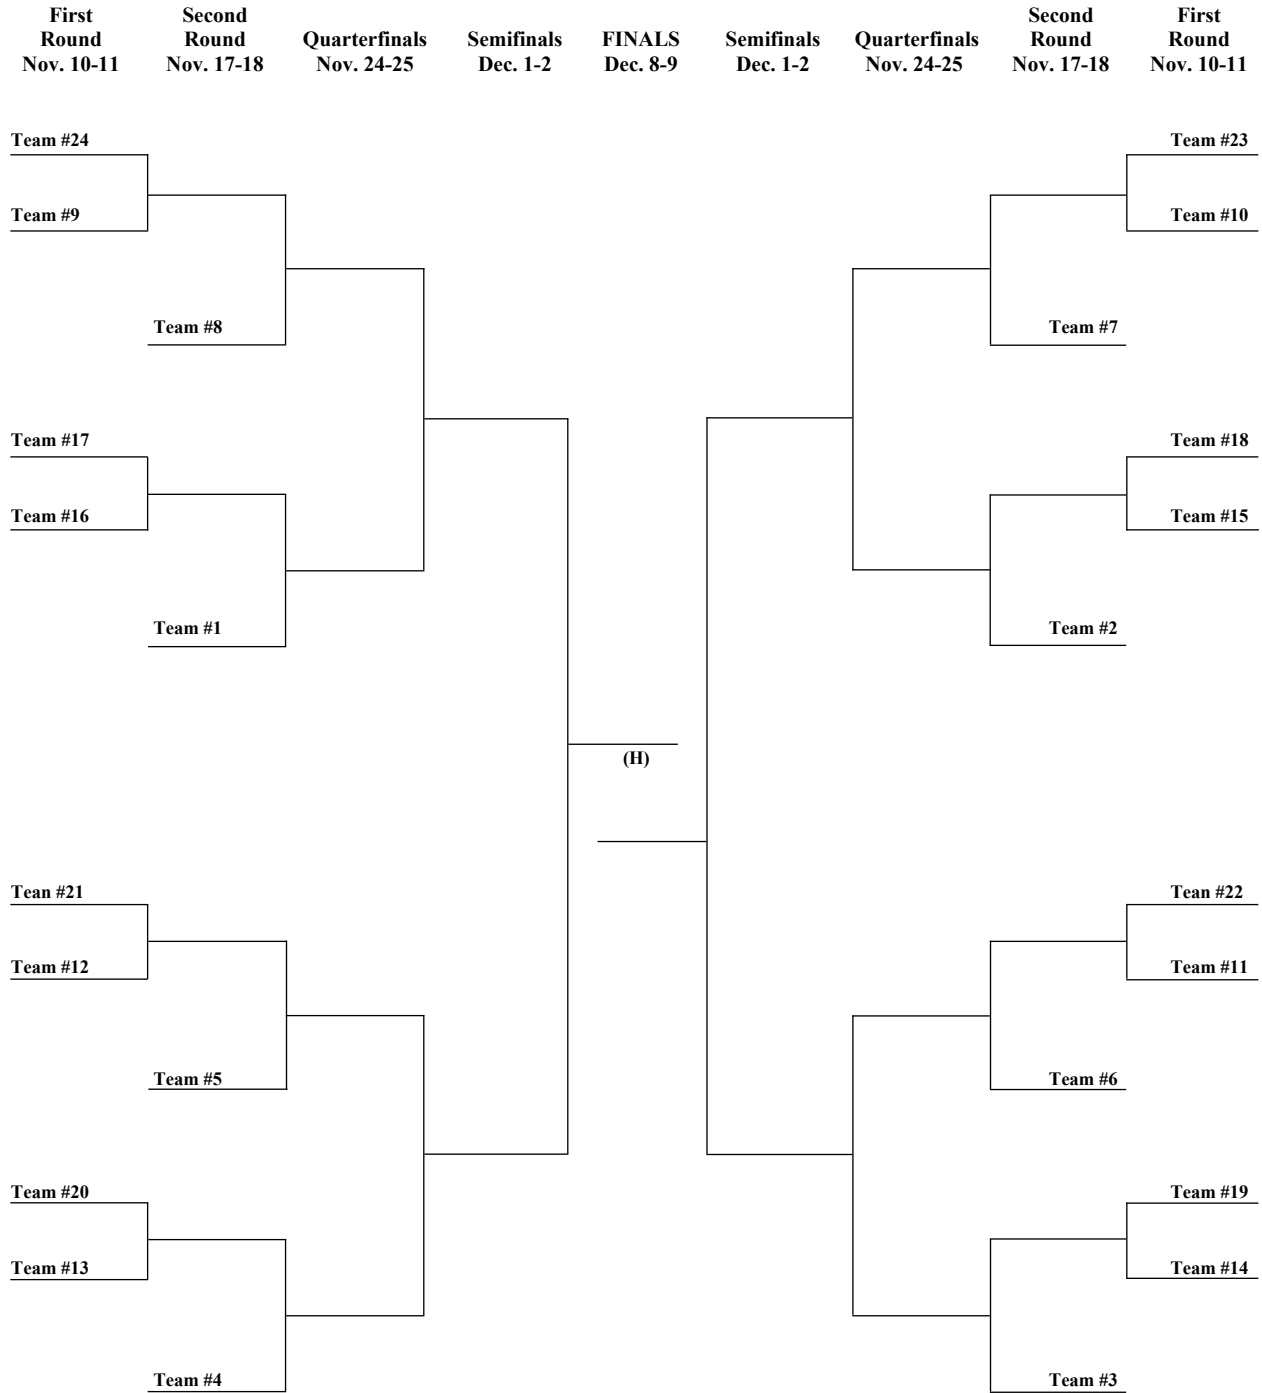 First
Round
Nov. 10-11
Second
Round
Nov. 17-18
Quarterfinals
Nov. 24-25
Semifinals
Dec. 1-2
FINALS
Dec. 8-9
Semifinals
Dec. 1-2
Quarterfinals
Nov. 24-25
Second
Round
Nov. 17-18
First
Round
Nov. 10-11
Team #24
Team #9
Team #8
Team #17
Team #16
Team #1
Tean #21
Team #12
Team #5
Team #20
Team #13
Team #4
(H)
Team #23
Team #10
Team #7
Team #18
Team #15
Team #2
Tean #22
Team #11
Team #6
Team #19
Team #14
Team #3